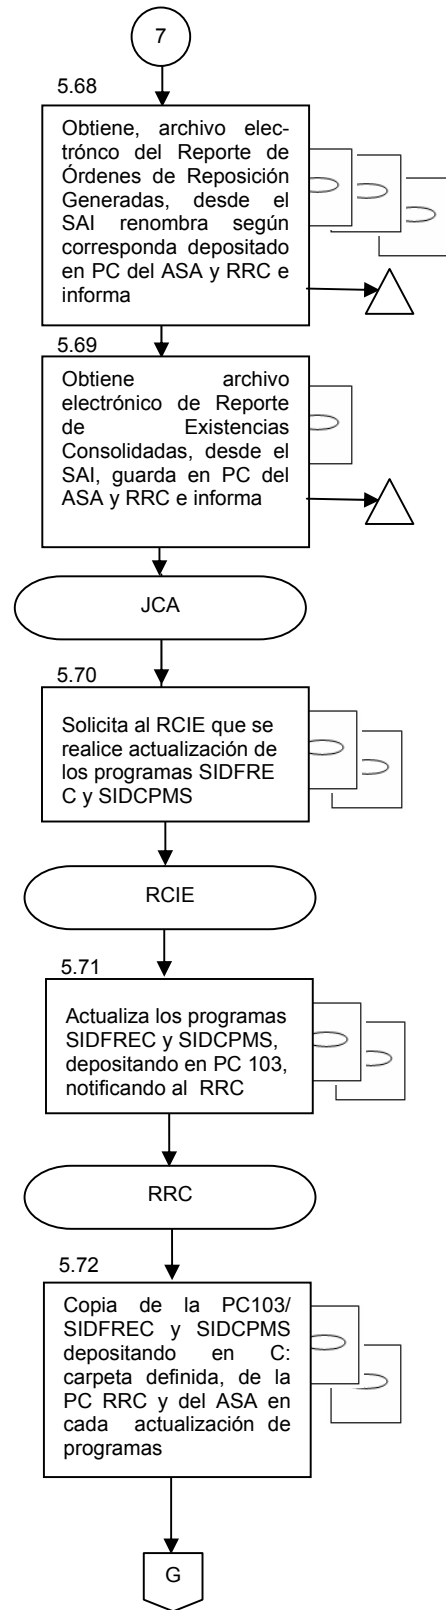 7
5.68
Obtiene, archivo elec-
trónco del Reporte de
Órdenes de Reposición
Generadas, desde el
SAI renombra según
corresponda depositado
en PC del ASA y RRC e
informa
5.69
Obtiene archivo
electrónico de Reporte
de Existencias
Consolidadas, desde el
SAI, guarda en PC del
ASA y RRC e informa
JCA
5.70
Solicita al RCIE que se
realice actualización de
los programas SIDFRE
C y SIDCPMS
RCIE
5.71
Actualiza los programas
SIDFREC y SIDCPMS,
depositando en PC 103,
notificando al RRC
RRC
5.72
Copia de la PC103/
SIDFREC y SIDCPMS
depositando en C:
carpeta definida, de la
PC RRC y del ASA en
cada actualización de
programas
G